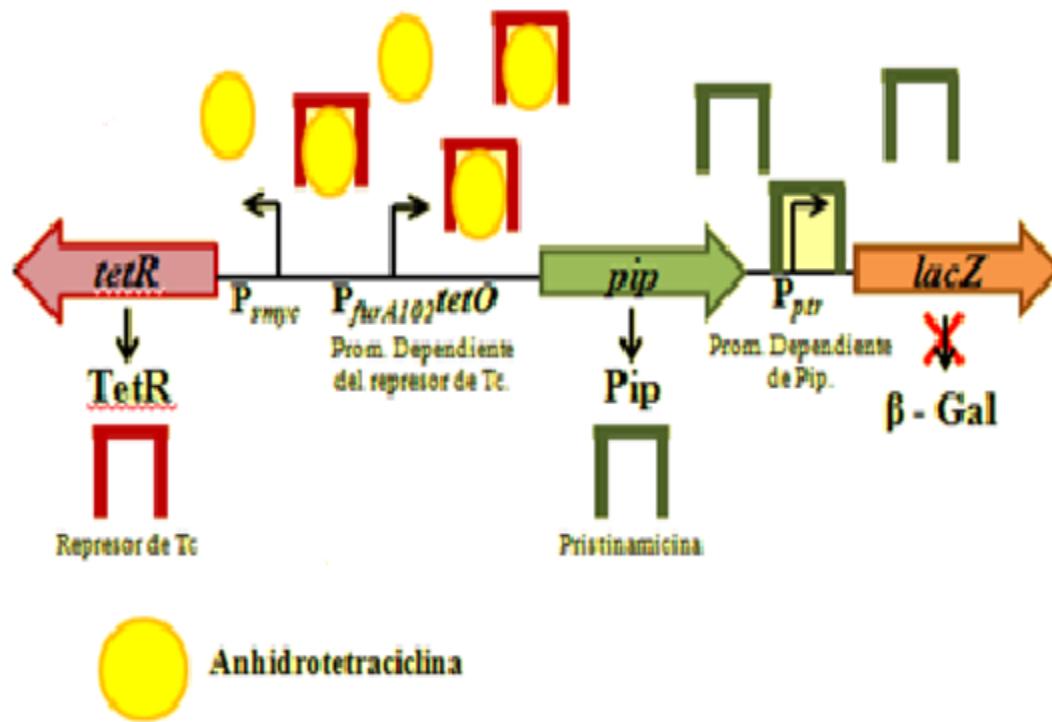 tetR
pip
lacZ
Psmyc
PfurA102tetO
Pptr
Prom. Dependiente
del represor de Tc.
Prom. Dependiente
de Pip.
TetR
Pip
β - Gal
Represor de Tc
Pristinamicina
Anhidrotetraciclina